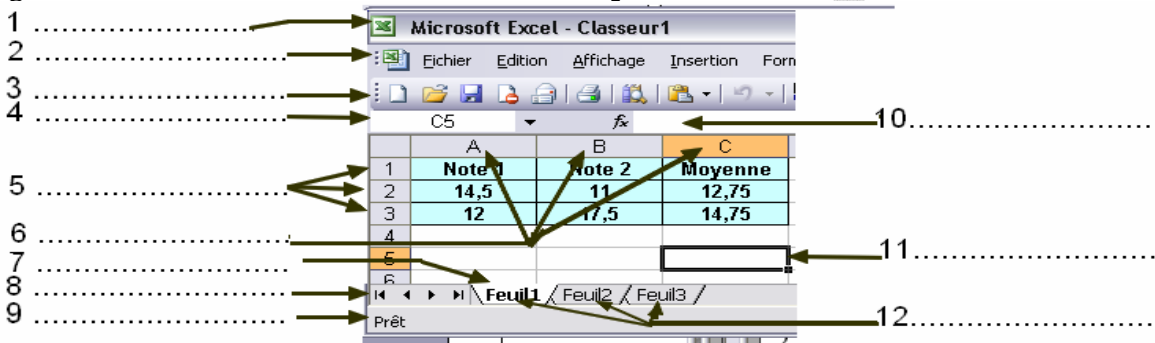 1 ........................... Microsoft Excel - Classeur1
2 ........................... Fichier Edition Affichage Insertion Form
3 ...........................
4 ........................... C5 fx 10...........................
A B C
1 Note 1 Note 2 Moyenne
5 ........................... 2 14,5 11 12,75
3 12 17,5 14,75
6 ........................... 4
7 ........................... 5 11...........................
6
8 ........................... Feuil1 Feuil2 Feuil3
9 ........................... Prêt 12...........................